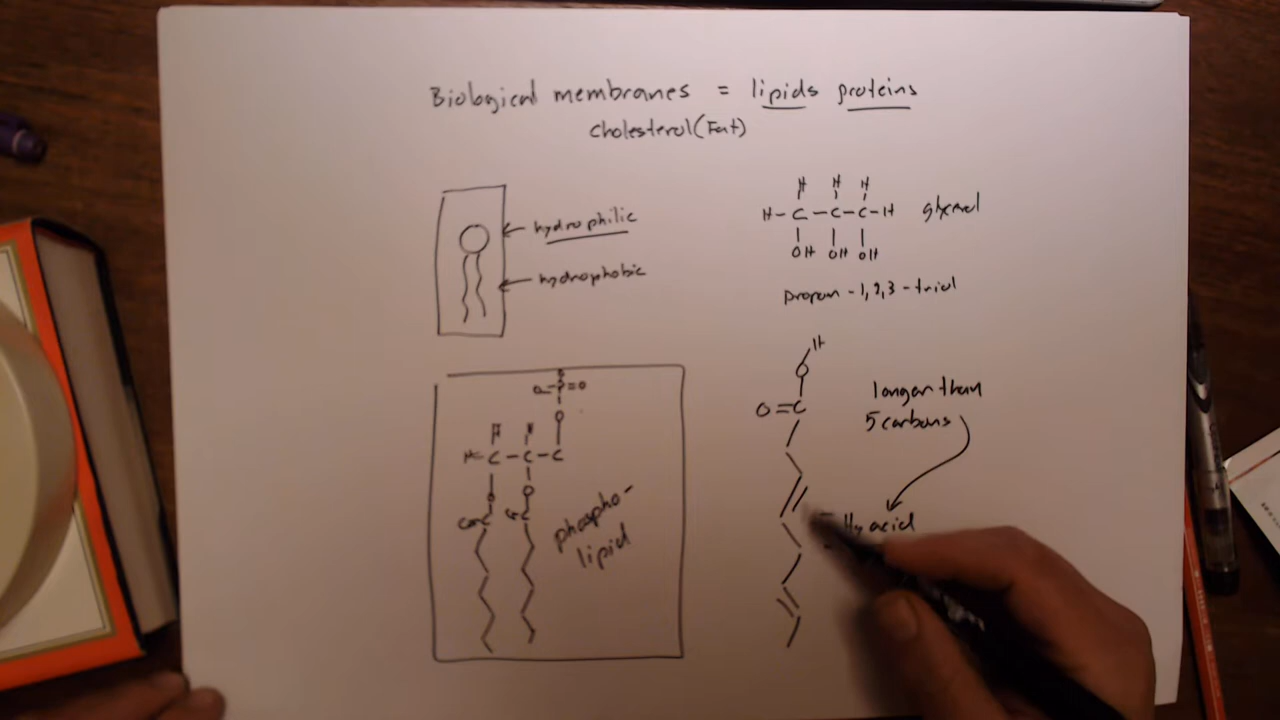 Biological membranes = lipids proteins
cholesterol (Fat)
hydrophilic
hydrophobic
H H H
H-C-C-C-H glycerol
OH OH OH
propan-1,2,3-triol
H
O
O=C
longer than
5 carbons
acid
O-P=O
O
H H
H-C-C-C
O O
O=C O=C
phospho-
lipid